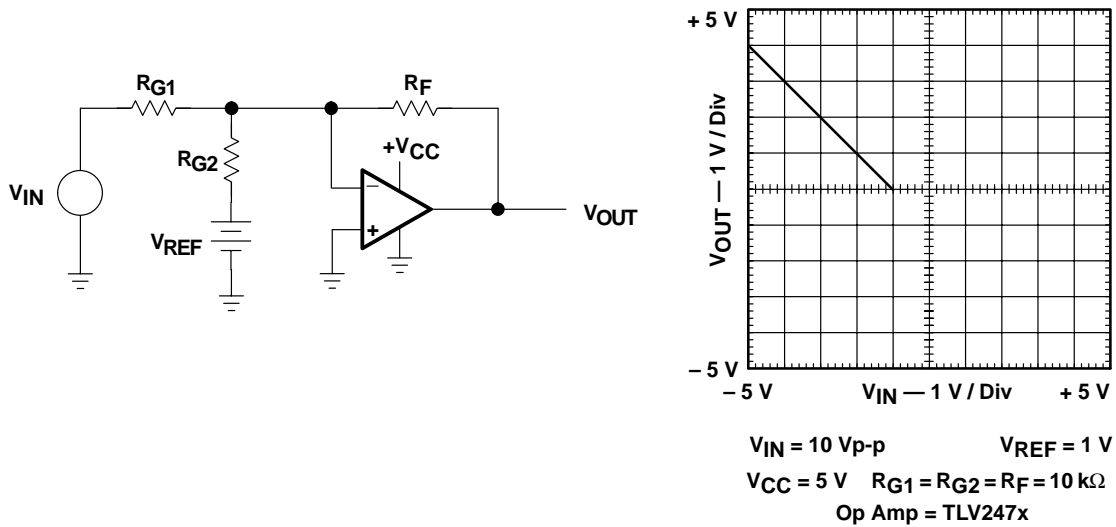 RG1
RF
RG2
+VCC
VIN
VREF
–
+
VOUT
+ 5 V
VOUT — 1 V / Div
– 5 V
– 5 V
VIN — 1 V / Div
+ 5 V
VIN = 10 Vp-p VREF = 1 V
VCC = 5 V RG1 = RG2 = RF = 10 kΩ
Op Amp = TLV247x